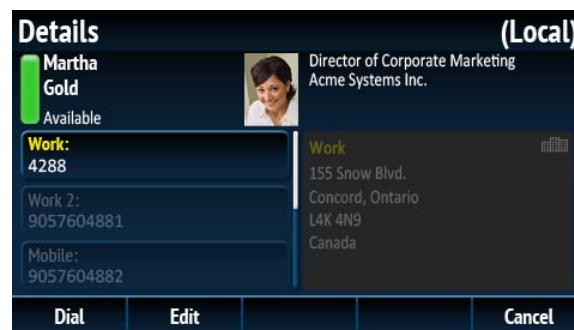 Details
(Local)
Martha
Gold
Available
Director of Corporate Marketing
Acme Systems Inc.
Work:
4288
Work 2:
9057604881
Mobile:
9057604882
Work
155 Snow Blvd.
Concord, Ontario
L4K 4N9
Canada
Dial
Edit
Cancel